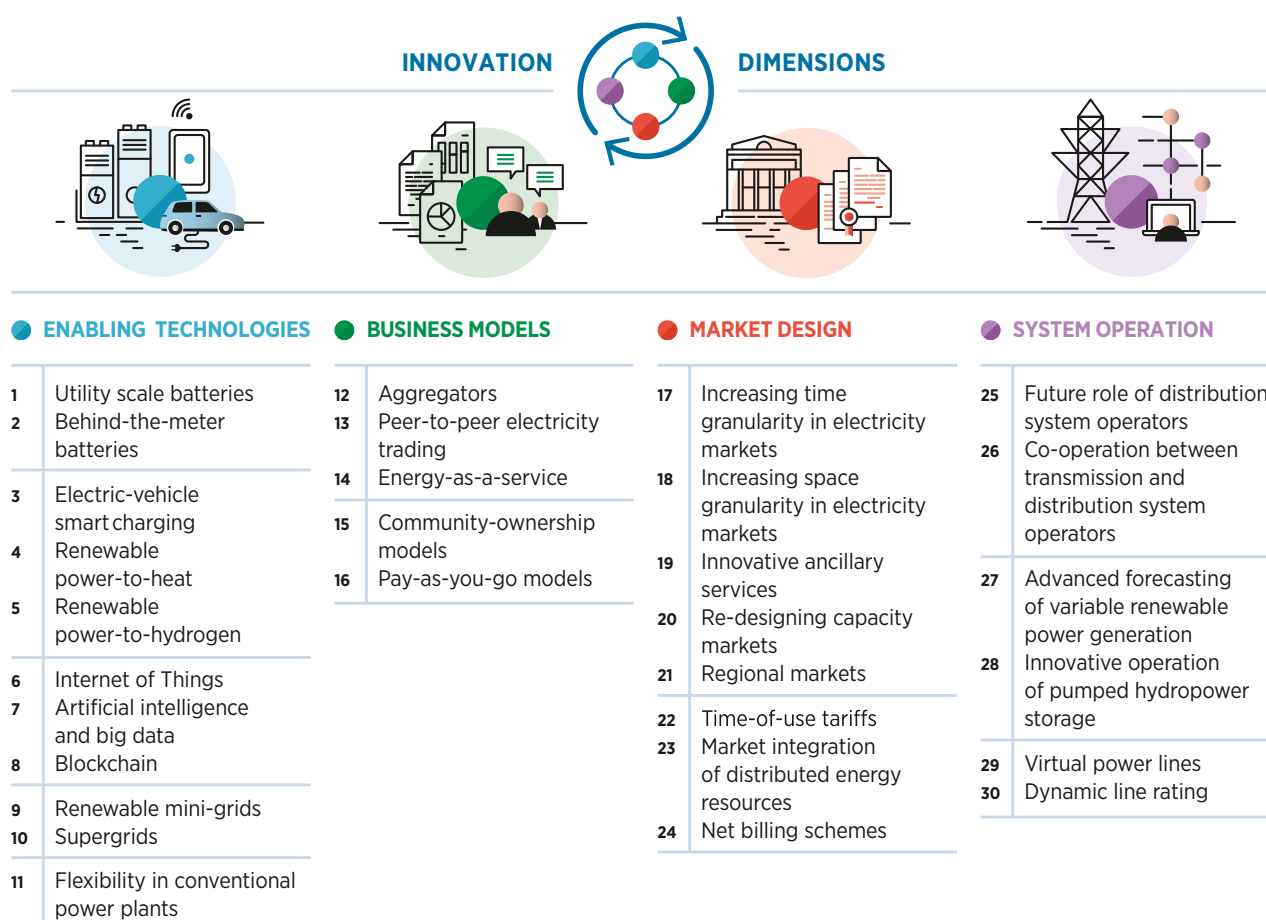 INNOVATION DIMENSIONS
ENABLING TECHNOLOGIES
1 Utility scale batteries
2 Behind-the-meter
batteries
3 Electric-vehicle
smart charging
4 Renewable
power-to-heat
5 Renewable
power-to-hydrogen
6 Internet of Things
7 Artificial intelligence
and big data
8 Blockchain
9 Renewable mini-grids
10 Supergrids
11 Flexibility in conventional
power plants
BUSINESS MODELS
12 Aggregators
13 Peer-to-peer electricity
trading
14 Energy-as-a-service
15 Community-ownership
models
16 Pay-as-you-go models
MARKET DESIGN
17 Increasing time
granularity in electricity
markets
18 Increasing space
granularity in electricity
markets
19 Innovative ancillary
services
20 Re-designing capacity
markets
21 Regional markets
22 Time-of-use tariffs
23 Market integration
of distributed energy
resources
24 Net billing schemes
SYSTEM OPERATION
25 Future role of distribution
system operators
26 Co-operation between
transmission and
distribution system
operators
27 Advanced forecasting
of variable renewable
power generation
28 Innovative operation
of pumped hydropower
storage
29 Virtual power lines
30 Dynamic line rating